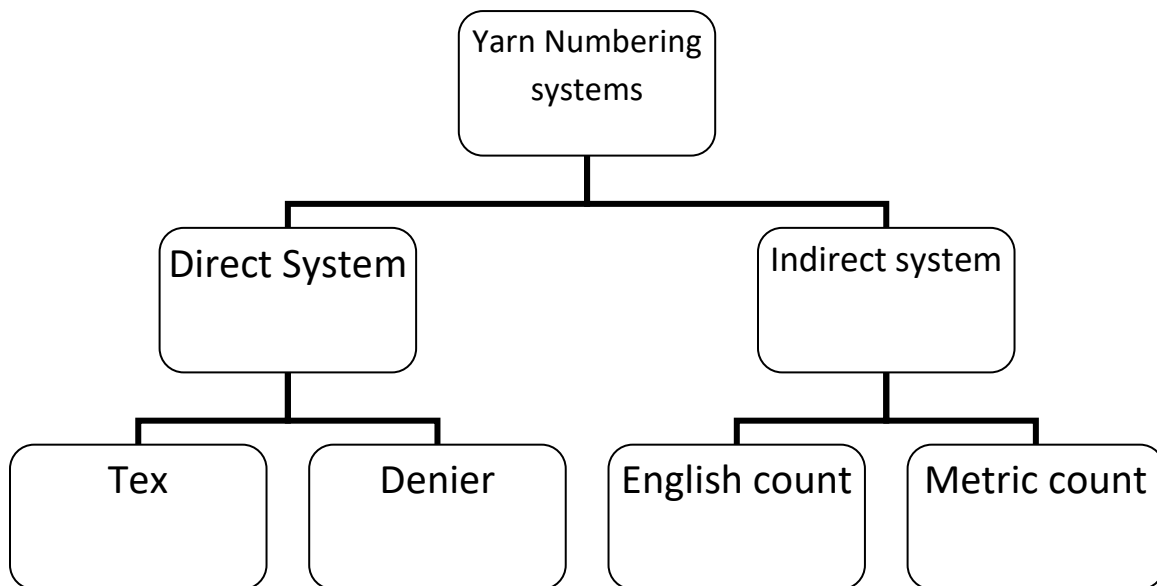 Yarn Numbering
systems
Direct System
Indirect system
Tex
Denier
English count
Metric count